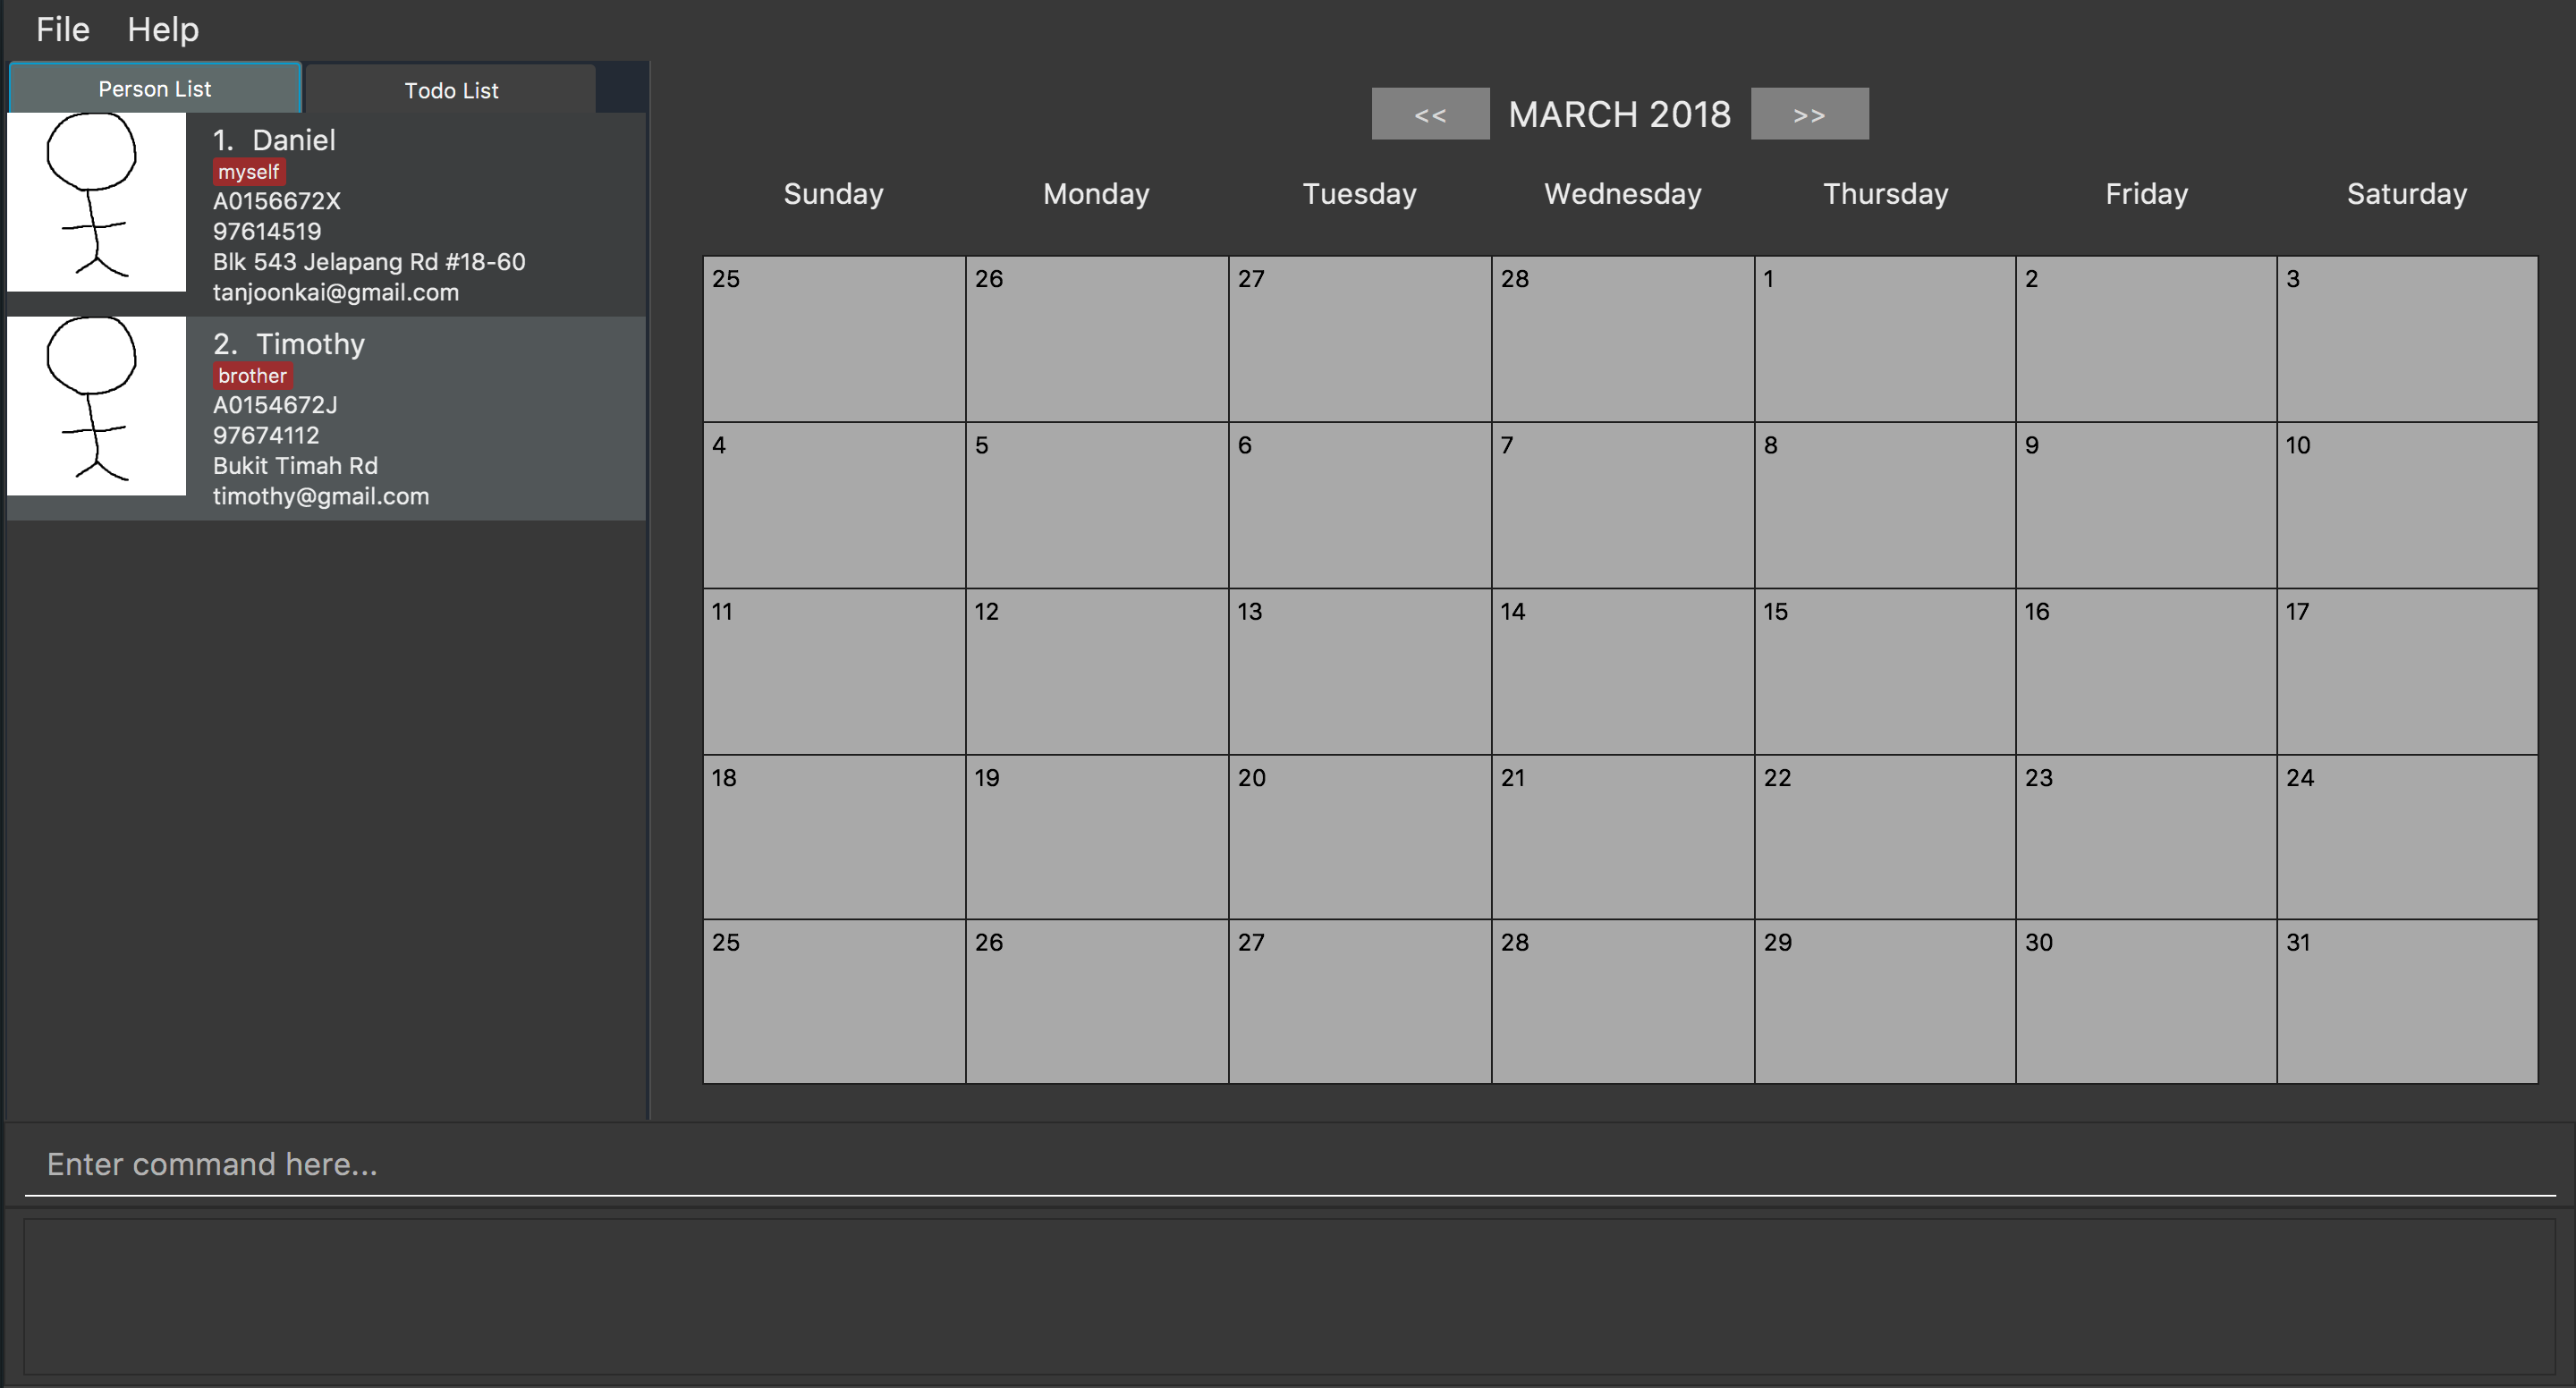 File Help
Person List Todo List
1. Daniel
myself
A0156672X
97614519
Blk 543 Jelapang Rd #18-60
tanjoonkai@gmail.com
2. Timothy
brother
A0154672J
97674112
Bukit Timah Rd
timothy@gmail.com
<< MARCH 2018 >>
Sunday Monday Tuesday Wednesday Thursday Friday Saturday
25 26 27 28 1 2 3
4 5 6 7 8 9 10
11 12 13 14 15 16 17
18 19 20 21 22 23 24
25 26 27 28 29 30 31
Enter command here...